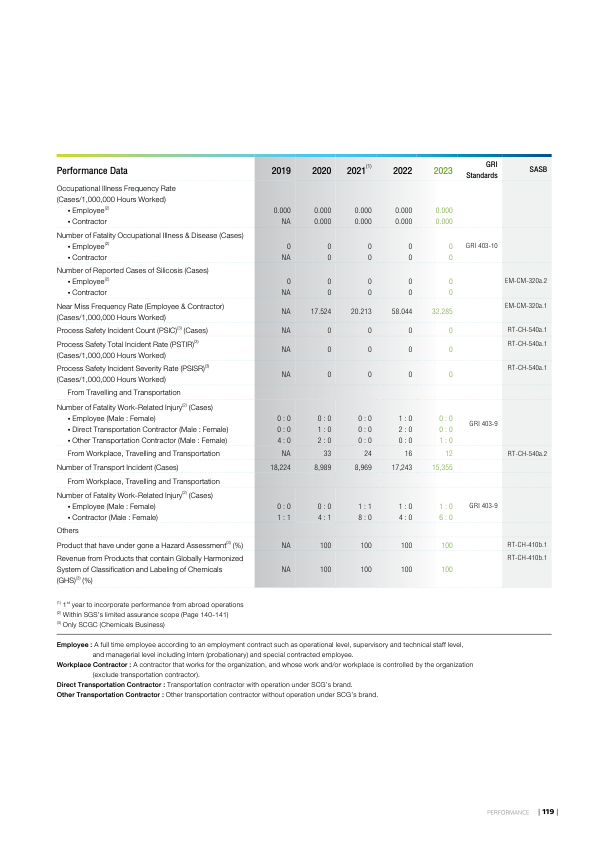 Performance Data 2019 2020 2021(1) 2022 2023 GRI Standards SASB
Occupational Illness Frequency Rate
(Cases/1,000,000 Hours Worked)
• Employee(2) 0.000 0.000 0.000 0.000 0.000
• Contractor NA 0.000 0.000 0.000 0.000
Number of Fatality Occupational Illness & Disease (Cases)
• Employee(2) 0 0 0 0 0 GRI 403-10
• Contractor NA 0 0 0 0
Number of Reported Cases of Silicosis (Cases)
• Employee(2) 0 0 0 0 0 EM-CM-320a.2
• Contractor NA 0 0 0 0
Near Miss Frequency Rate (Employee & Contractor)
(Cases/1,000,000 Hours Worked) NA 17.524 20.213 58.044 32.285 EM-CM-320a.1
Process Safety Incident Count (PSIC)(3) (Cases) NA 0 0 0 0 RT-CH-540a.1
Process Safety Total Incident Rate (PSTIR)(3)
(Cases/1,000,000 Hours Worked) NA 0 0 0 0 RT-CH-540a.1
Process Safety Incident Severity Rate (PSISR)(3)
(Cases/1,000,000 Hours Worked) NA 0 0 0 0 RT-CH-540a.1
From Travelling and Transportation
Number of Fatality Work-Related Injury(2) (Cases)
• Employee (Male : Female) 0 : 0 0 : 0 0 : 0 1 : 0 0 : 0 GRI 403-9
• Direct Transportation Contractor (Male : Female) 0 : 0 1 : 0 0 : 0 2 : 0 0 : 0
• Other Transportation Contractor (Male : Female) 4 : 0 2 : 0 0 : 0 0 : 0 1 : 0
From Workplace, Travelling and Transportation NA 33 24 16 12 RT-CH-540a.2
Number of Transport Incident (Cases) 18,224 8,989 8,969 17,243 15,355
From Workplace, Travelling and Transportation
Number of Fatality Work-Related Injury(2) (Cases)
• Employee (Male : Female) 0 : 0 0 : 0 1 : 1 1 : 0 1 : 0 GRI 403-9
• Contractor (Male : Female) 1 : 1 4 : 1 8 : 0 4 : 0 6 : 0
Others
Product that have under gone a Hazard Assessment(3) (%) NA 100 100 100 100 RT-CH-410b.1
Revenue from Products that contain Globally Harmonized
System of Classification and Labeling of Chemicals
(GHS)(3) (%) NA 100 100 100 100 RT-CH-410b.1
(1) 1st year to incorporate performance from abroad operations
(2) Within SGS's limited assurance scope (Page 140-141)
(3) Only SCGC (Chemicals Business)
Employee : A full time employee according to an employment contract such as operational level, supervisory and technical staff level,
and managerial level including Intern (probationary) and special contracted employee.
Workplace Contractor : A contractor that works for the organization, and whose work and/or workplace is controlled by the organization
(exclude transportation contractor).
Direct Transportation Contractor : Transportation contractor with operation under SCG's brand.
Other Transportation Contractor : Other transportation contractor without operation under SCG's brand.
PERFORMANCE | 119 |